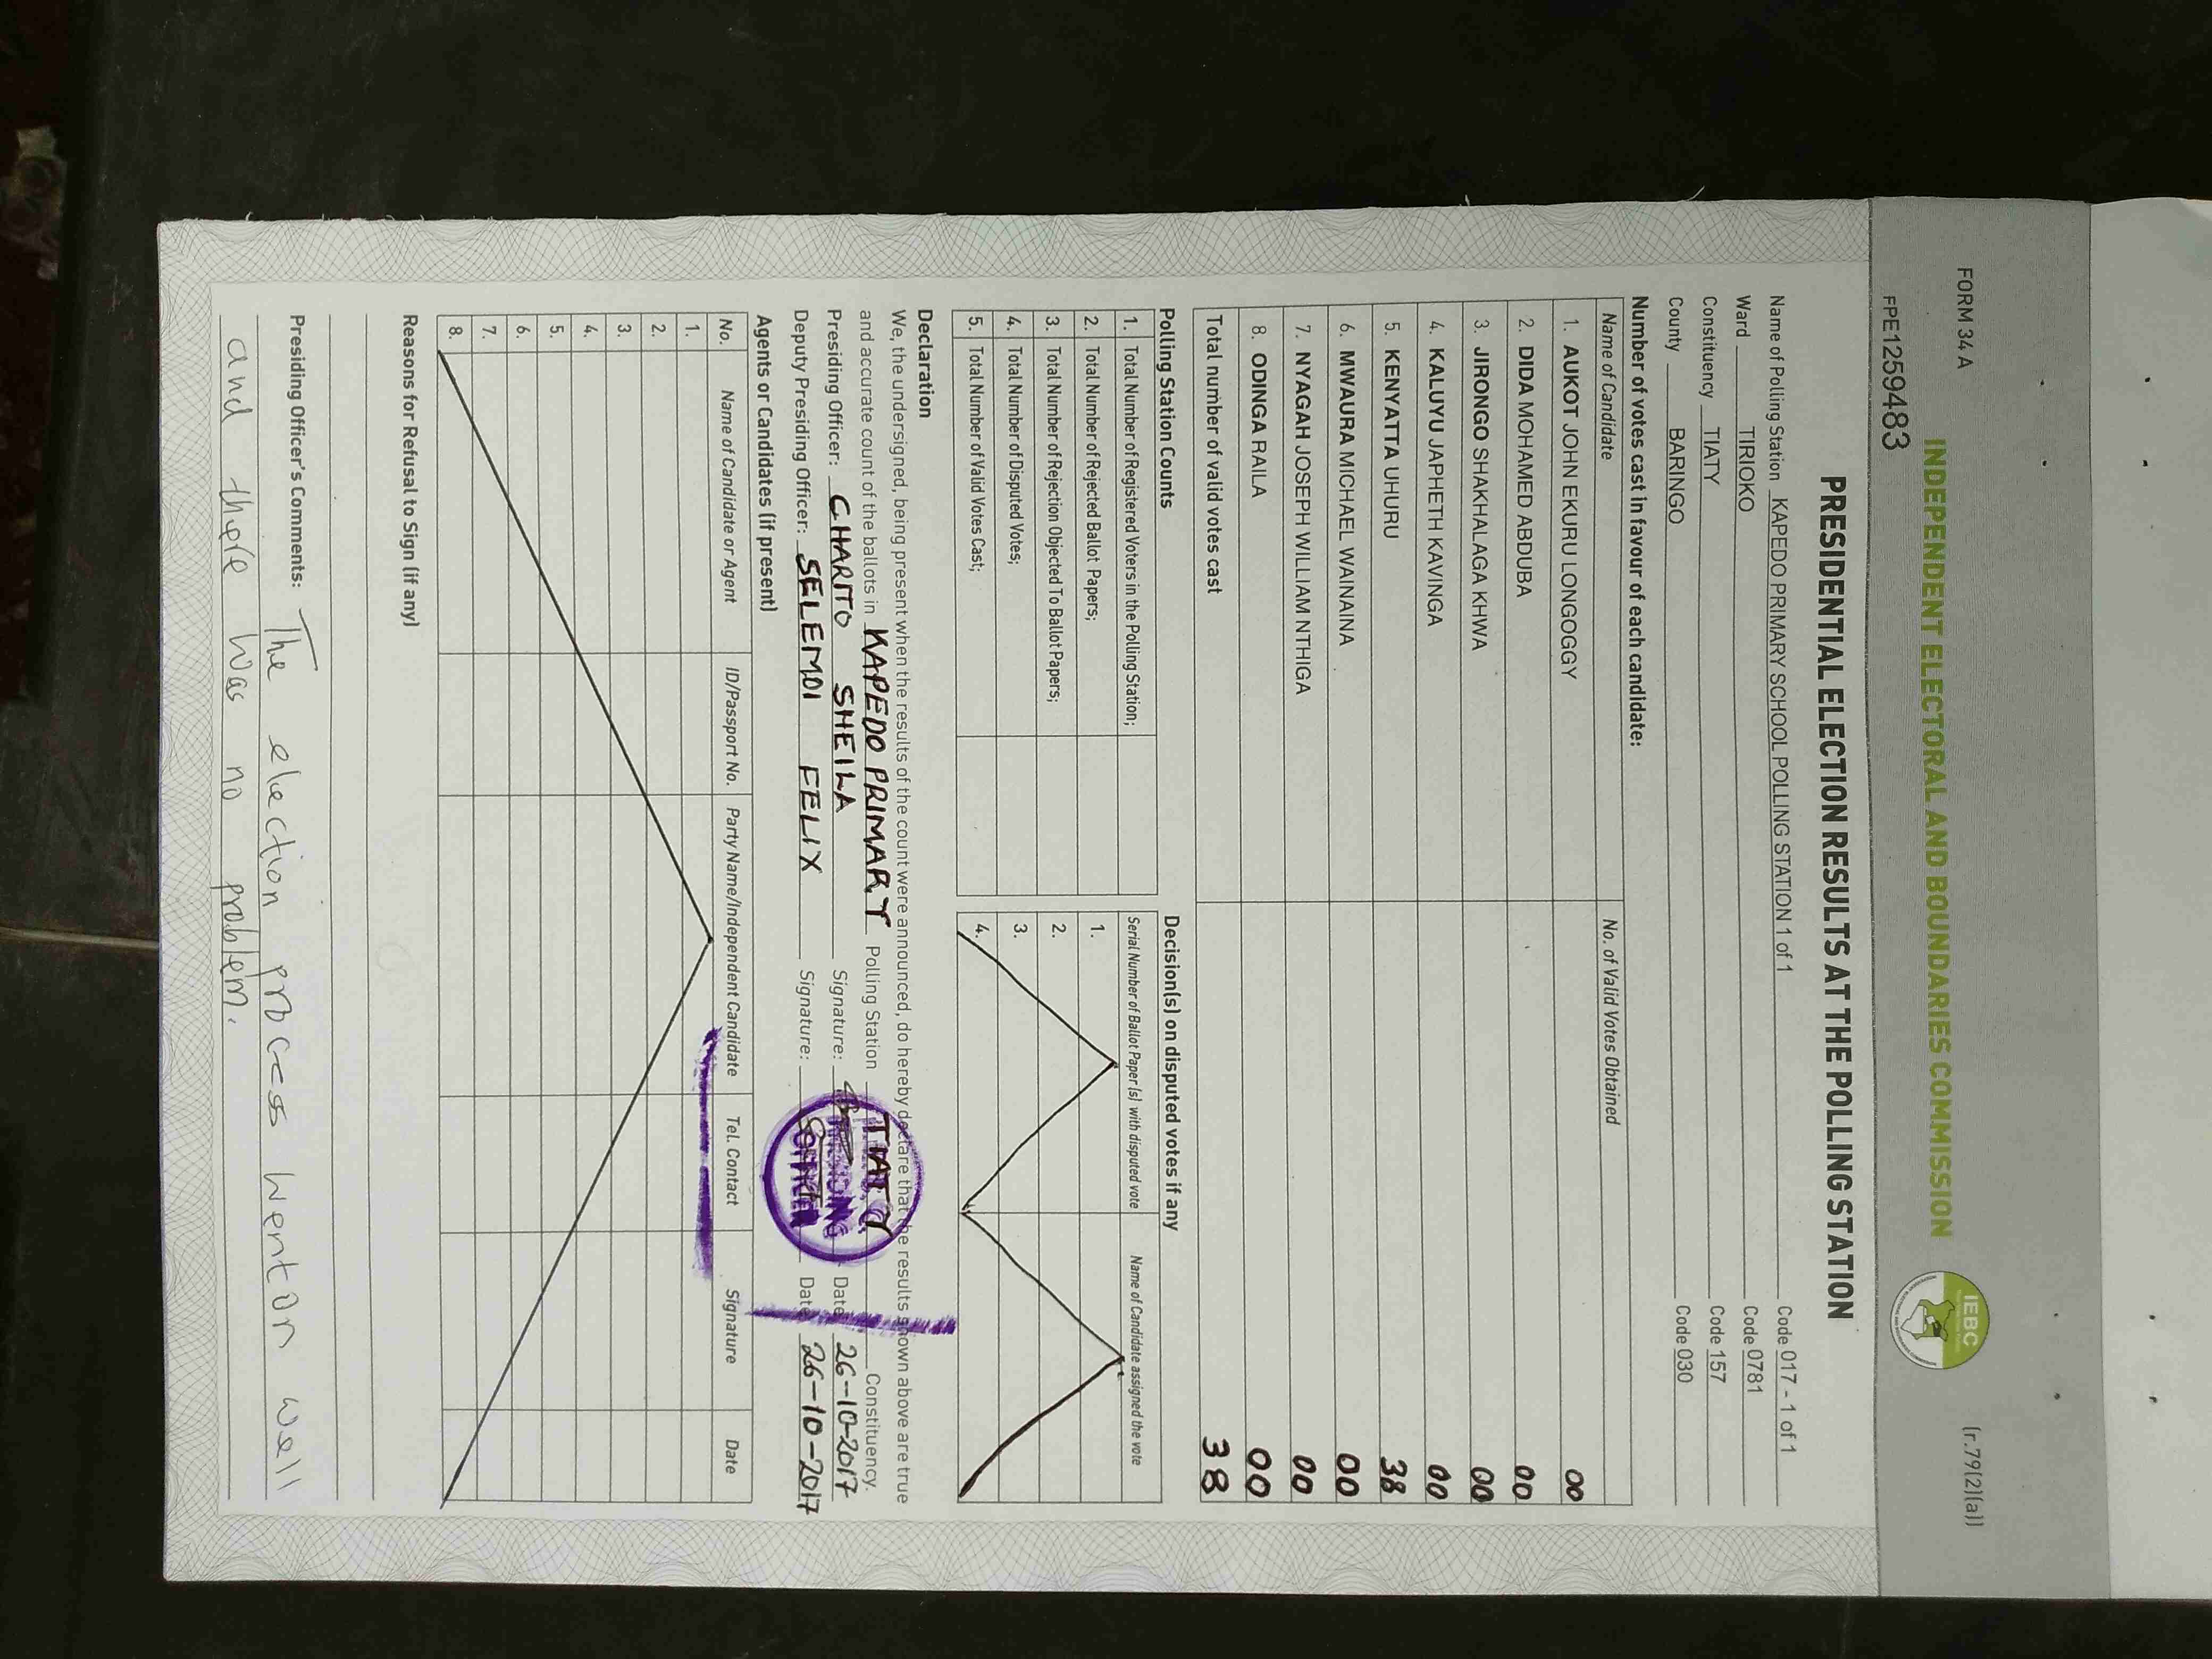 FORM 34 A
(r.79(2)(a))
INDEPENDENT ELECTORAL AND BOUNDARIES COMMISSION
IEBC
FPE1259483
PRESIDENTIAL ELECTION RESULTS AT THE POLLING STATION
Name of Polling Station KAPEDO PRIMARY SCHOOL POLLING STATION 1 of 1 Code 017 - 1 of 1
Ward TIRIOKO Code 0781
Constituency TIATY Code 157
County BARINGO Code 030
Number of votes cast in favour of each candidate:
Name of Candidate No. of Valid Votes Obtained
1. AUKOT JOHN EKURU LONGOGGY 00
2. DIDA MOHAMED ABDUBA 00
3. JIRONGO SHAKHALAGA KHWA 00
4. KALUYU JAPHETH KAVINGA 00
5. KENYATTA UHURU 38
6. MWAURA MICHAEL WAINAINA 00
7. NYAGAH JOSEPH WILLIAM NTHIGA 00
8. ODINGA RAILA 00
Total number of valid votes cast 38
Polling Station Counts
1. Total Number of Registered Voters in the Polling Station;
2. Total Number of Rejected Ballot Papers;
3. Total Number of Rejection Objected To Ballot Papers;
4. Total Number of Disputed Votes;
5. Total Number of Valid Votes Cast;
Decision(s) on disputed votes if any
Serial Number of Ballot Paper (s) with disputed vote Name of Candidate assigned the vote
1.
2.
3.
4.
Declaration
We, the undersigned, being present when the results of the count were announced, do hereby declare that the results shown above are true
and accurate count of the ballots in KAPEDO PRIMARY Polling Station TIATY Constituency.
Presiding Officer: CHARITO SHEILA Signature: Date 26-10-2017
Deputy Presiding Officer: SELEMOI FELIX Signature: Date 26-10-2017
PRESIDING
OFFICER
Agents or Candidates (if present)
No. Name of Candidate or Agent ID/Passport No. Party Name/Independent Candidate Tel. Contact Signature Date
1.
2.
3.
4.
5.
6.
7.
8.
Reasons for Refusal to Sign (if any)
Presiding Officer's Comments: The election process wenton well
and there was no problem.